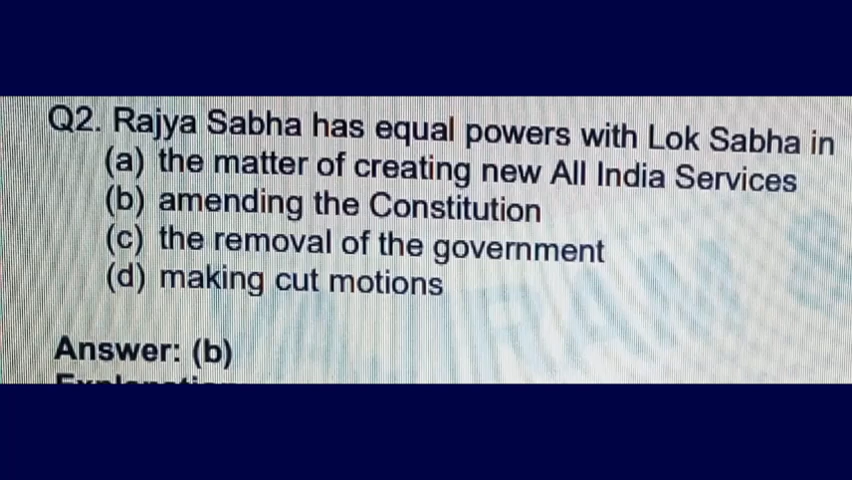 Q2. Rajya Sabha has equal powers with Lok Sabha in
(a) the matter of creating new All India Services
(b) amending the Constitution
(c) the removal of the government
(d) making cut motions
Answer: (b)